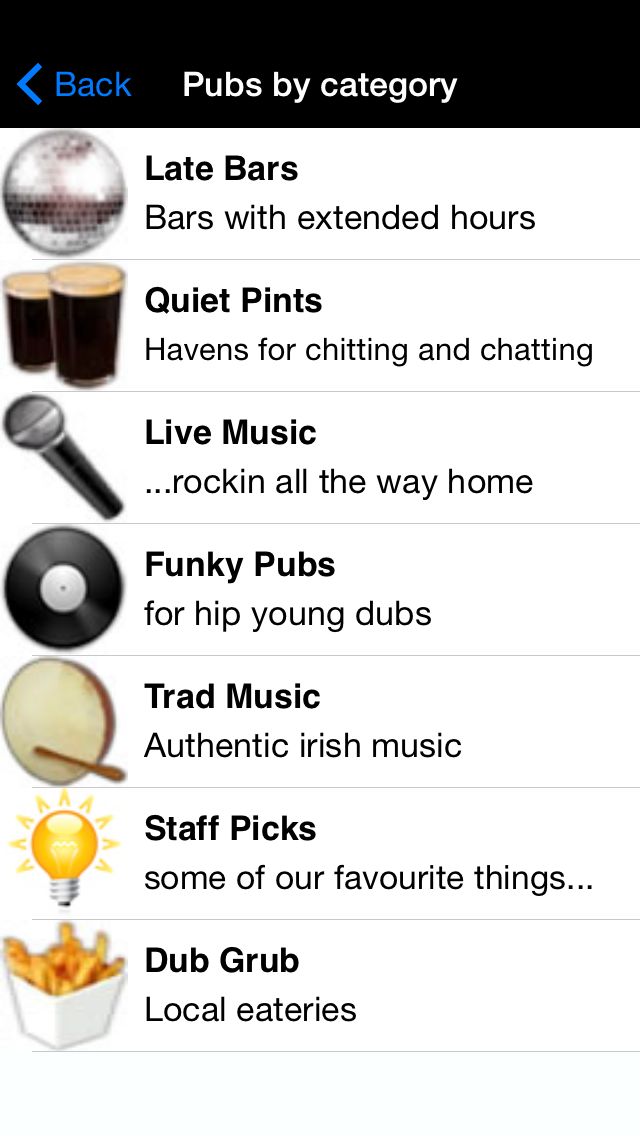 Back
Pubs by category
Late Bars
Bars with extended hours
Quiet Pints
Havens for chitting and chatting
Live Music
...rockin all the way home
Funky Pubs
for hip young dubs
Trad Music
Authentic irish music
Staff Picks
some of our favourite things...
Dub Grub
Local eateries